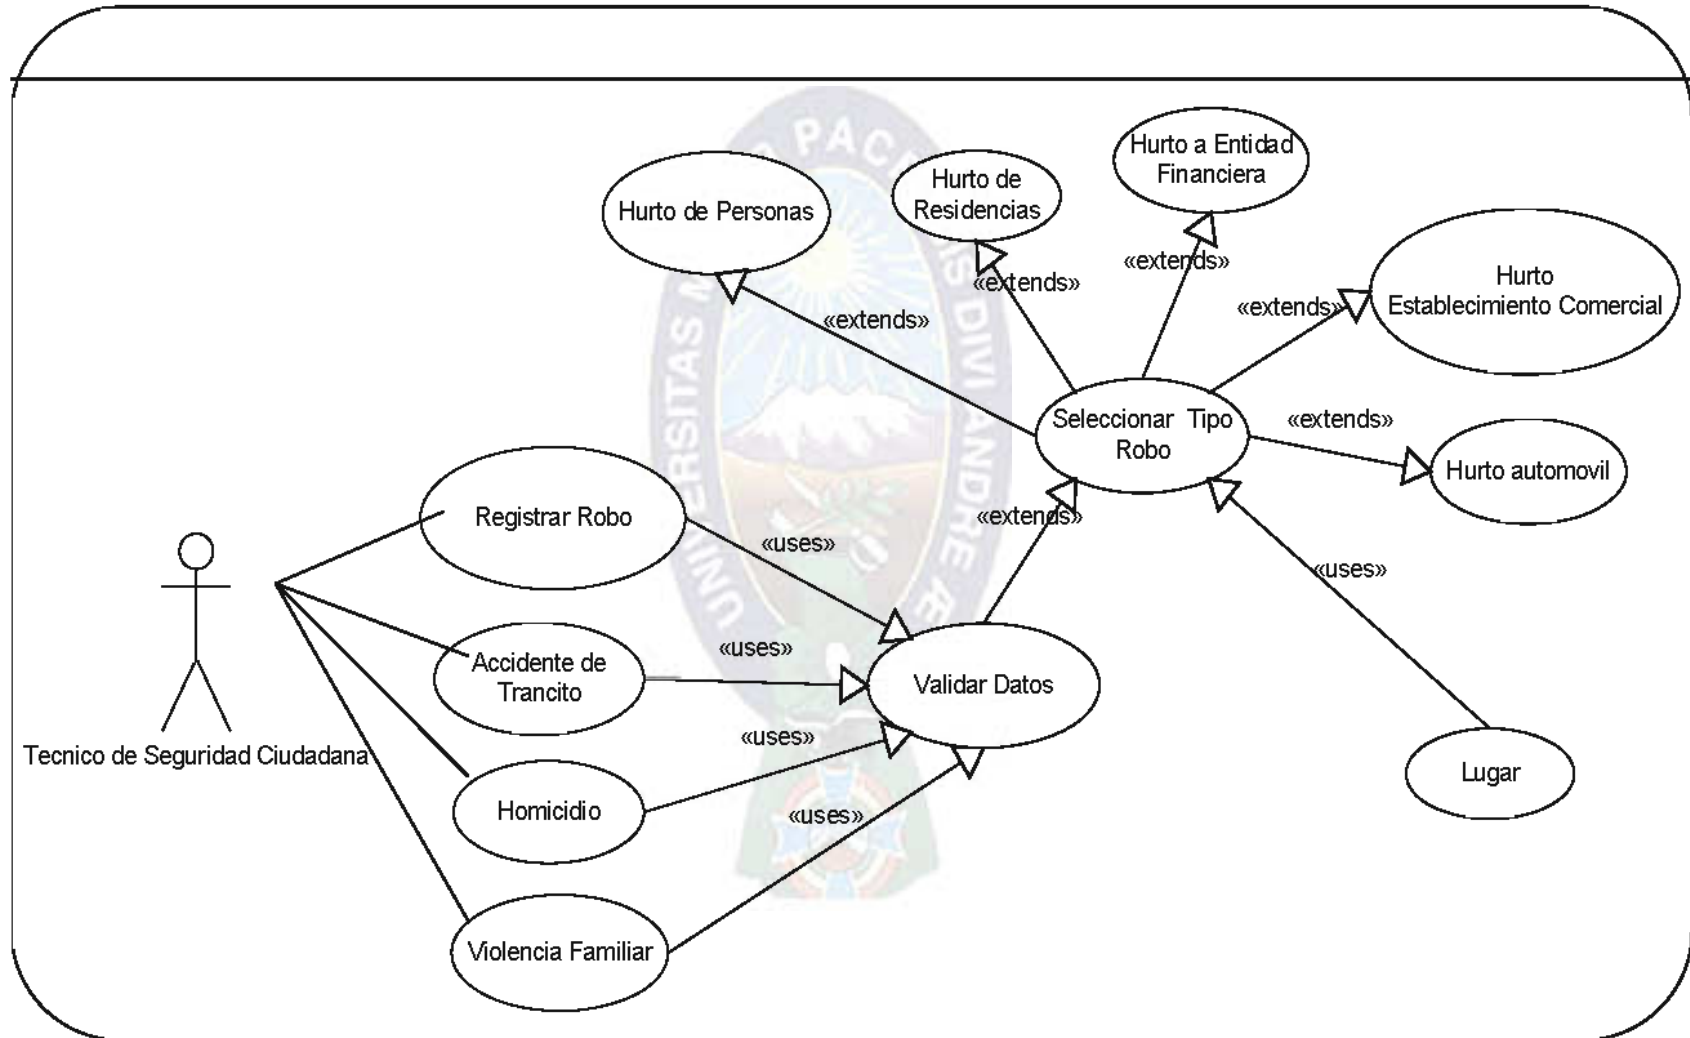 Hurto a Entidad
Financiera
Hurto de
Residencias
Hurto de Personas
Hurto
Establecimiento Comercial
«extends»
«extends»
«extends»
«extends»
«extends»
Seleccionar Tipo
Robo
Hurto automovil
Registrar Robo
«extends»
«uses»
«uses»
«uses»
Accidente de
Trancito
Validar Datos
«uses»
Tecnico de Seguridad Ciudadana
Lugar
Homicidio
«uses»
Violencia Familiar